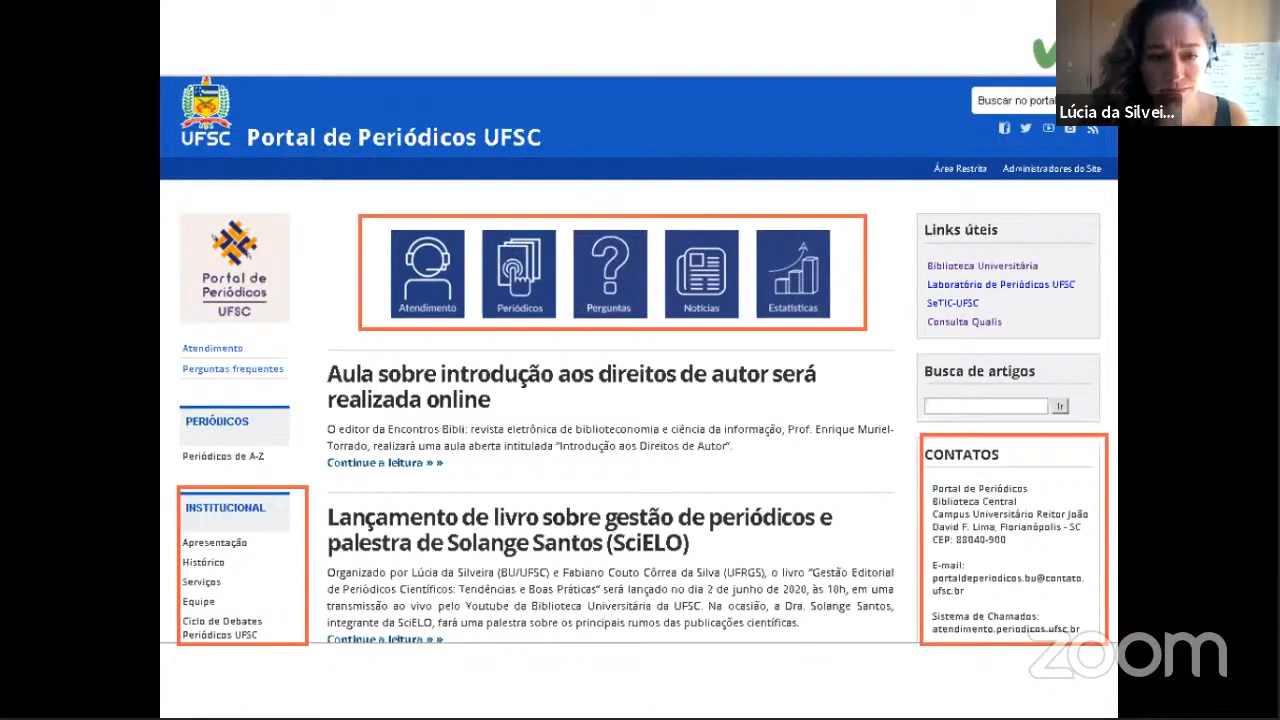 Buscar no portal
Lúcia da Silvei...
UFSC
Portal de Periódicos UFSC
Área Restrita
Administradores do Site
Portal de
Periódicos
UFSC
Atendimento
Periódicos
Perguntas
Notícias
Estatísticas
Links úteis
Biblioteca Universitária
Laboratório de Periódicos UFSC
SeTIC-UFSC
Consulta Qualis
Atendimento
Perguntas frequentes
PERIÓDICOS
Periódicos de A-Z
INSTITUCIONAL
Apresentação
Histórico
Serviços
Equipe
Ciclo de Debates
Periódicos UFSC
Aula sobre introdução aos direitos de autor será
realizada online
O editor da Encontros Bibli: revista eletrônica de biblioteconomia e ciência da informação, Prof. Enrique Muriel-
Torrado, realizará uma aula aberta intitulada “Introdução aos Direitos de Autor”.
Continue a leitura » »
Lançamento de livro sobre gestão de periódicos e
palestra de Solange Santos (SciELO)
Organizado por Lúcia da Silveira (BU/UFSC) e Fabiano Couto Côrrea da Silva (UFRGS), o livro “Gestão Editorial
de Periódicos Científicos: Tendências e Boas Práticas” será lançado no dia 2 de junho de 2020, às 10h, em uma
transmissão ao vivo pelo Youtube da Biblioteca Universitária da UFSC. Na ocasião, a Dra. Solange Santos,
integrante da SciELO, fará uma palestra sobre os principais rumos das publicações científicas.
Continue a leitura » »
Busca de artigos
Ir
CONTATOS
Portal de Periódicos
Biblioteca Central
Campus Universitário Reitor João
David F. Lima, Florianópolis - SC
CEP: 88040-900
E-mail:
portaldeperiodicos.bu@contato.
ufsc.br
Sistema de Chamados:
atendimento.periodicos.ufsc.br
zoom